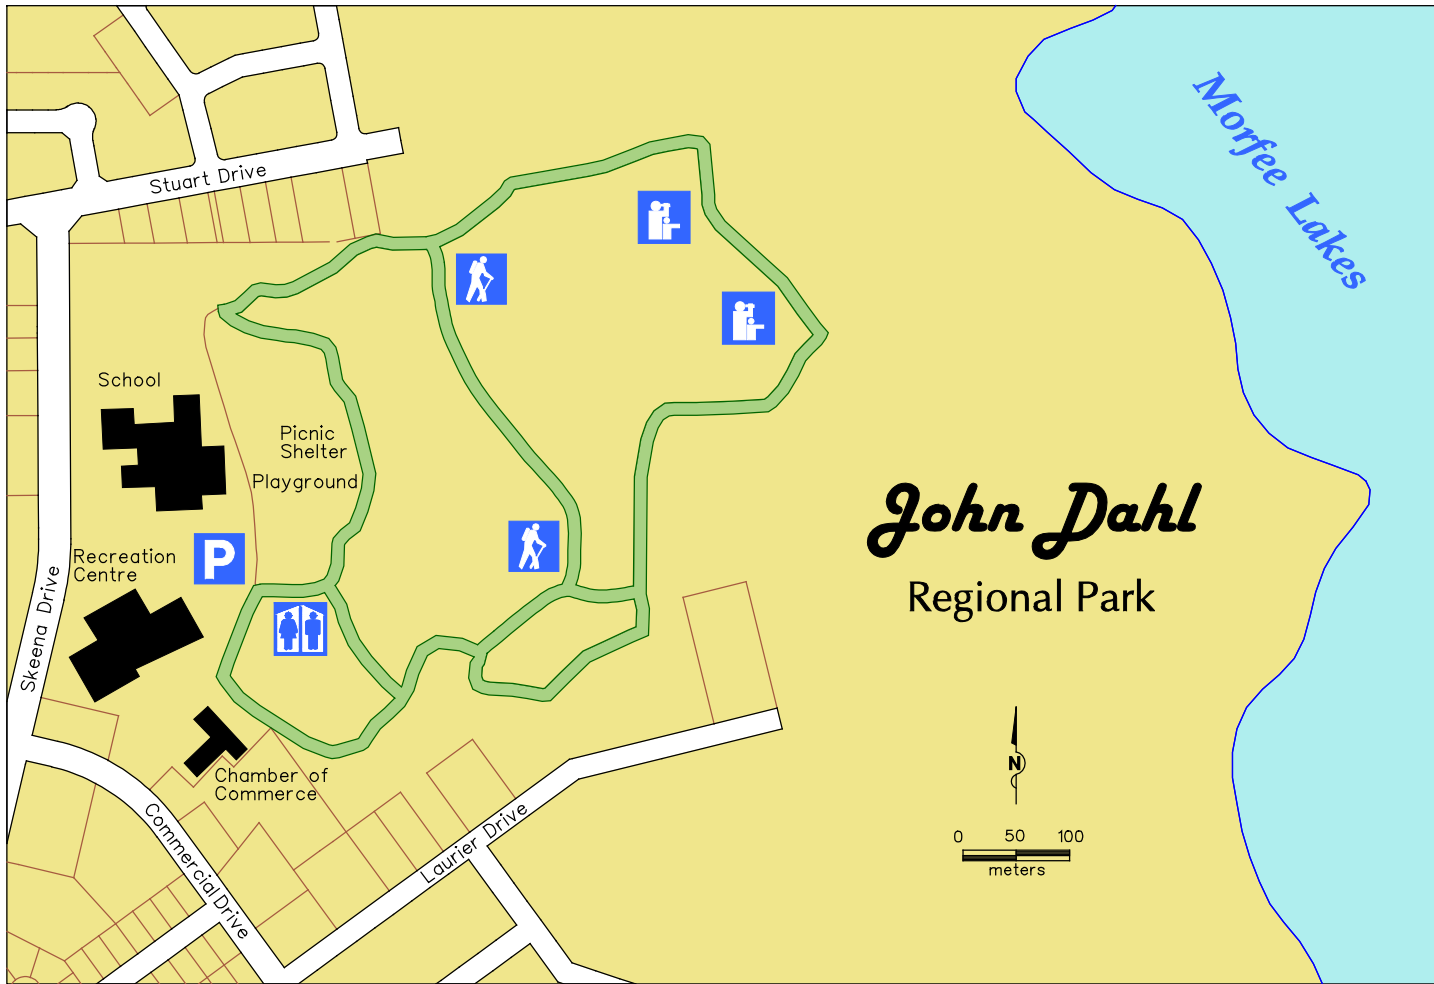 Morfee Lakes
Stuart Drive
School
Picnic
Shelter
Playground
P
Recreation
Centre
Skeena Drive
John Dahl
Regional Park
N
Chamber of
Commerce
Commercial Drive
Laurier Drive
0 50 100
meters